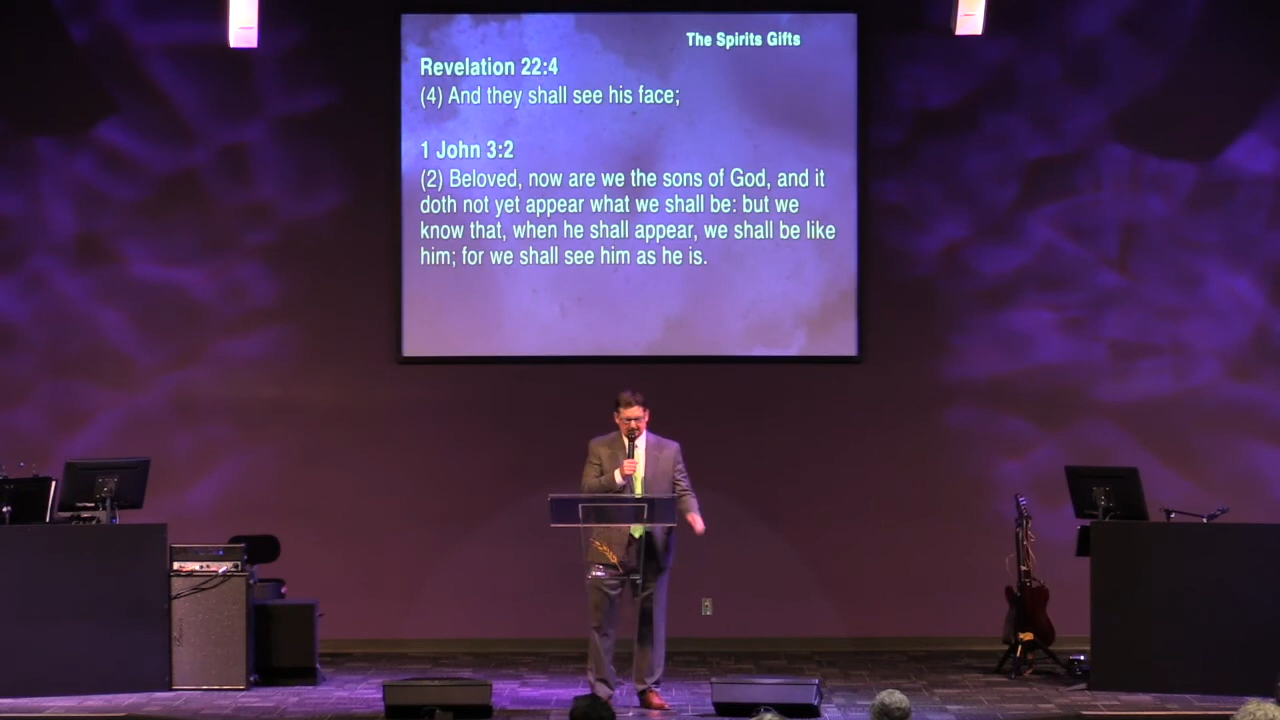 The Spirits Gifts
Revelation 22:4
(4) And they shall see his face;
1 John 3:2
(2) Beloved, now are we the sons of God, and it
doth not yet appear what we shall be: but we
know that, when he shall appear, we shall be like
him; for we shall see him as he is.